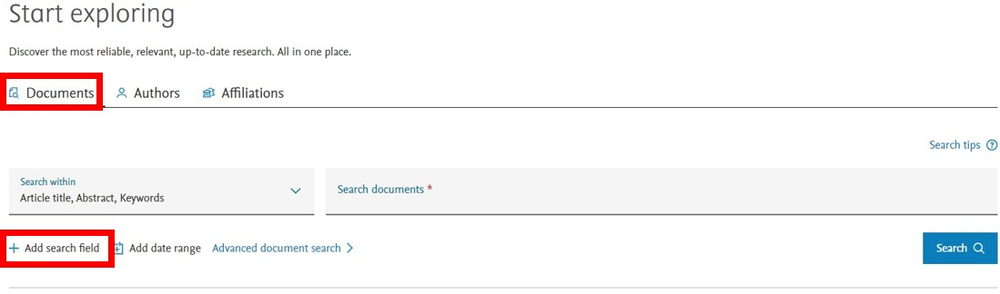 Start exploring
Discover the most reliable, relevant, up-to-date research. All in one place.
Documents Authors Affiliations
Search tips
Search within
Article title, Abstract, Keywords
Search documents *
Add search field Add date range Advanced document search
Search